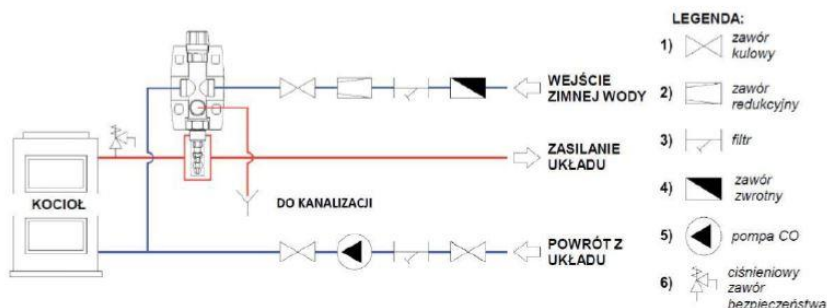 WEJŚCIE
ZIMNEJ WODY
ZASILANIE
UKŁADU
KOCIOŁ
DO KANALIZACJI
POWRÓT Z
UKŁADU
LEGENDA:
1) zawór
kulowy
2) zawór
redukcyjny
3) filtr
4) zawór
zwrotny
5) pompa CO
6) ciśnieniowy
zawór
bezpieczeństwa